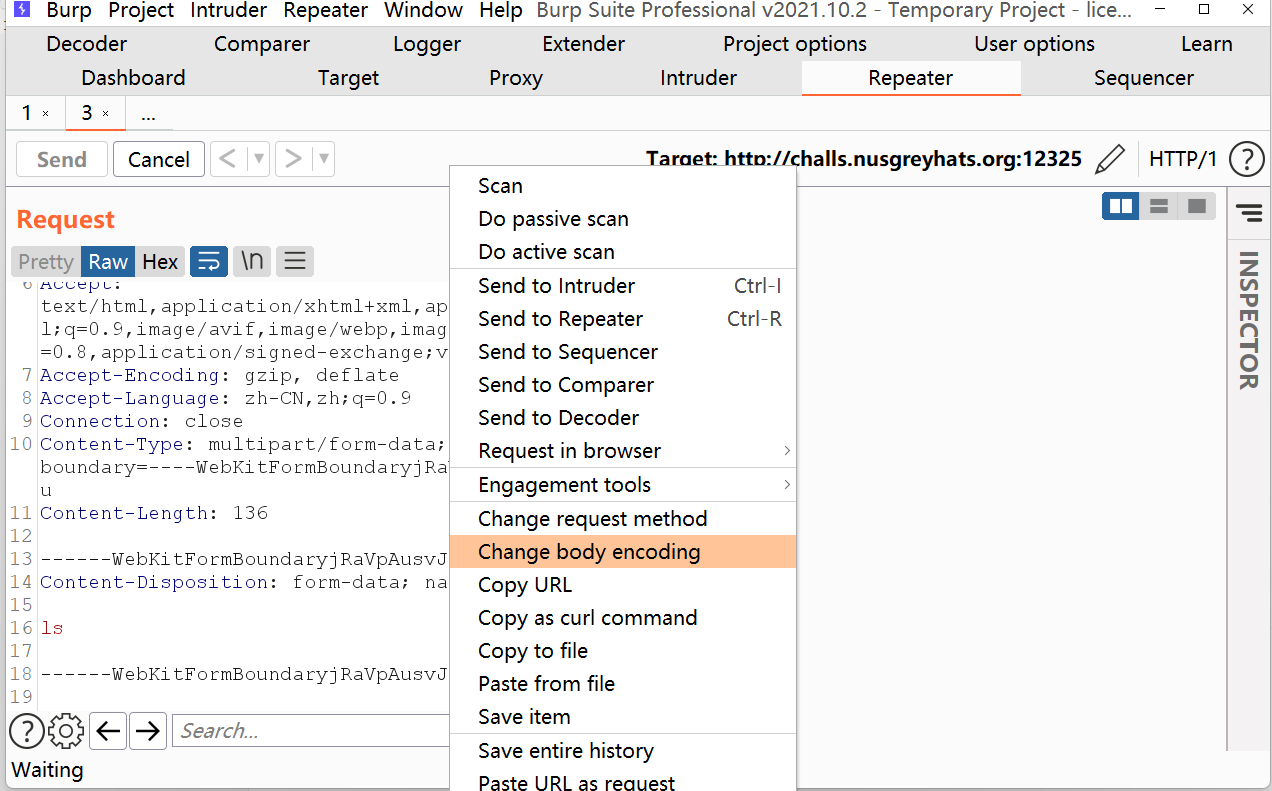 Burp Project Intruder Repeater Window Help Burp Suite Professional v2021.10.2 - Temporary Project - lice...
Decoder Comparer Logger Extender Project options User options Learn
Dashboard Target Proxy Intruder Repeater Sequencer
1 × 3 × ...
Send Cancel < ▼ > ▼ Target: http://challs.nusgreyhats.org:12325 HTTP/1 ?
Request
Pretty Raw Hex \n
6 Accept:
text/html,application/xhtml+xml,ap
l;q=0.9,image/avif,image/webp,imag
=0.8,application/signed-exchange;v
7 Accept-Encoding: gzip, deflate
8 Accept-Language: zh-CN,zh;q=0.9
9 Connection: close
10 Content-Type: multipart/form-data;
boundary=----WebKitFormBoundaryjRa
u
11 Content-Length: 136
12
13 ------WebKitFormBoundaryjRaVpAusvJ
14 Content-Disposition: form-data; na
15
16 ls
17
18 ------WebKitFormBoundaryjRaVpAusvJ
19
? Search...
Waiting
Scan
Do passive scan
Do active scan
Send to Intruder Ctrl-I
Send to Repeater Ctrl-R
Send to Sequencer
Send to Comparer
Send to Decoder
Request in browser >
Engagement tools >
Change request method
Change body encoding
Copy URL
Copy as curl command
Copy to file
Paste from file
Save item
Save entire history
Paste URL as request
INSPECTOR